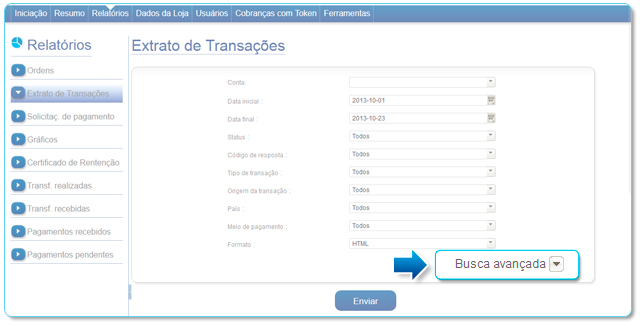 Iniciação Resumo Relatórios Dados da Loja Usuários Cobranças com Token Ferramentas
Relatórios
Ordens
Extrato de Transações
Solicitaç. de pagamento
Gráficos
Certificado de Rentenção
Transf. realizadas
Transf. recebidas
Pagamentos recebidos
Pagamentos pendentes
Extrato de Transações
Conta:
Data inicial : 2013-10-01
Data final : 2013-10-23
Status : Todos
Código de resposta : Todos
Tipo de transação : Todos
Origem da transação : Todos
País : Todos
Meio de pagamento : Todos
Formato : HTML
Busca avançada
Enviar